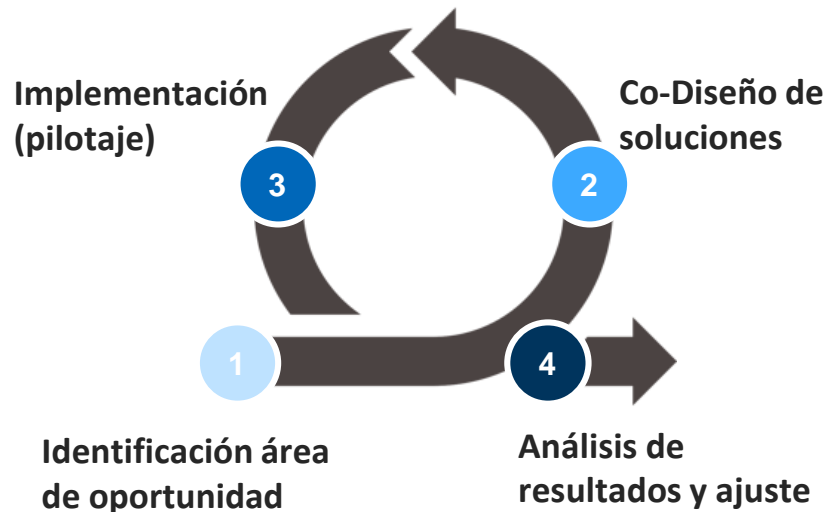 Implementación
(pilotaje)
Co-Diseño de
soluciones
3
2
1
4
Identificación área
de oportunidad
Análisis de
resultados y ajuste